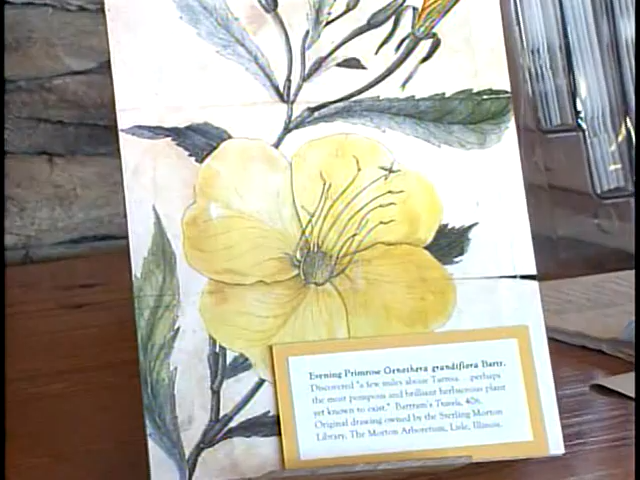 Evening Primrose Oenothera grandiflora Bartr.
Discovered "a few miles above Taensa... perhaps
the most pompous and brilliant herbaceous plant
yet known to exist." Bartram's Travels, 406.
Original drawing owned by the Sterling Morton
Library, The Morton Arboretum, Lisle, Illinois.